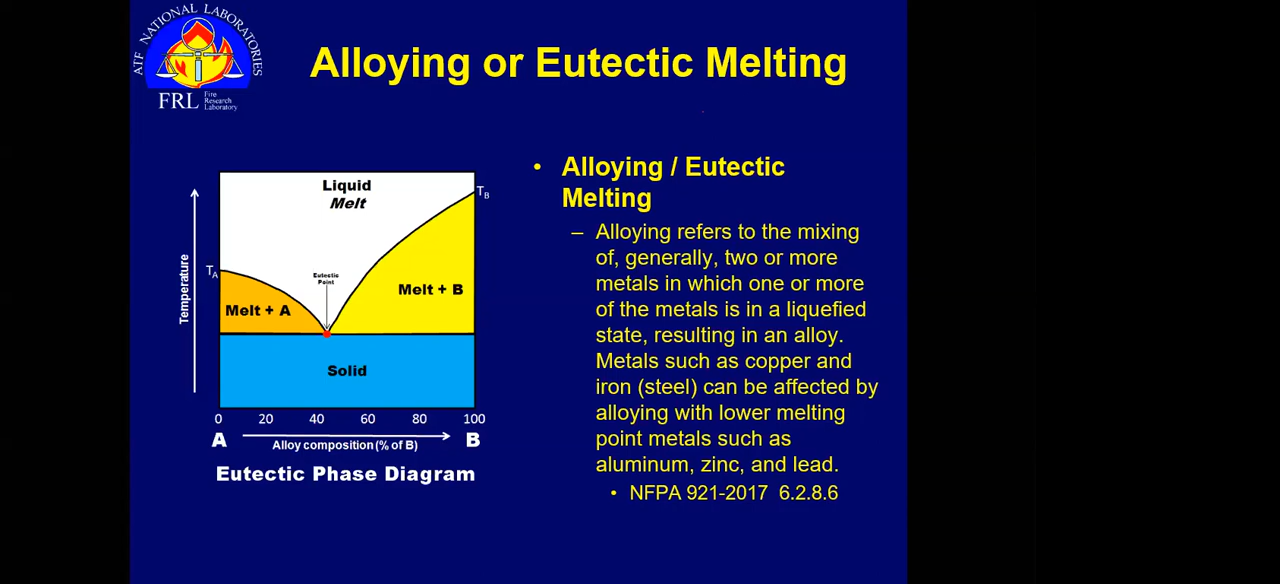 ATF NATIONAL LABORATORIES
FRL
Fire
Research
Laboratory
Alloying or Eutectic Melting
Liquid
Melt
TB
Eutectic
Point
TA
Melt + B
Melt + A
Temperature
Solid
0 20 40 60 80 100
A B
Alloy composition (% of B)
Eutectic Phase Diagram
• Alloying / Eutectic
Melting
– Alloying refers to the mixing
of, generally, two or more
metals in which one or more
of the metals is in a liquefied
state, resulting in an alloy.
Metals such as copper and
iron (steel) can be affected by
alloying with lower melting
point metals such as
aluminum, zinc, and lead.
• NFPA 921-2017 6.2.8.6